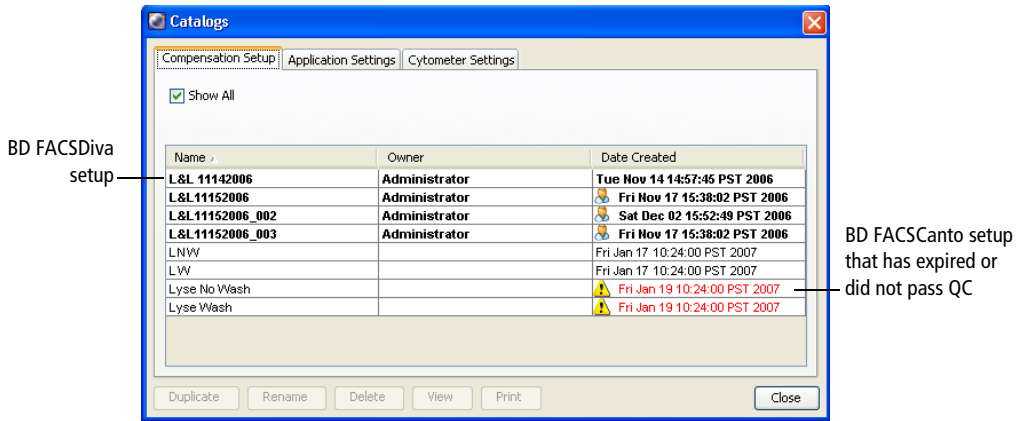 Catalogs
Compensation Setup Application Settings Cytometer Settings
Show All
BD FACSDiva
setup
Name Owner Date Created
L&L 11142006 Administrator Tue Nov 14 14:57:45 PST 2006
L&L11152006 Administrator Fri Nov 17 15:38:02 PST 2006
L&L11152006_002 Administrator Sat Dec 02 15:52:49 PST 2006
L&L11152006_003 Administrator Fri Nov 17 15:38:02 PST 2006
LNW Fri Jan 17 10:24:00 PST 2007
LW Fri Jan 17 10:24:00 PST 2007
Lyse No Wash Fri Jan 19 10:24:00 PST 2007
Lyse Wash Fri Jan 19 10:24:00 PST 2007
BD FACSCanto setup
that has expired or
did not pass QC
Duplicate Rename Delete View Print Close